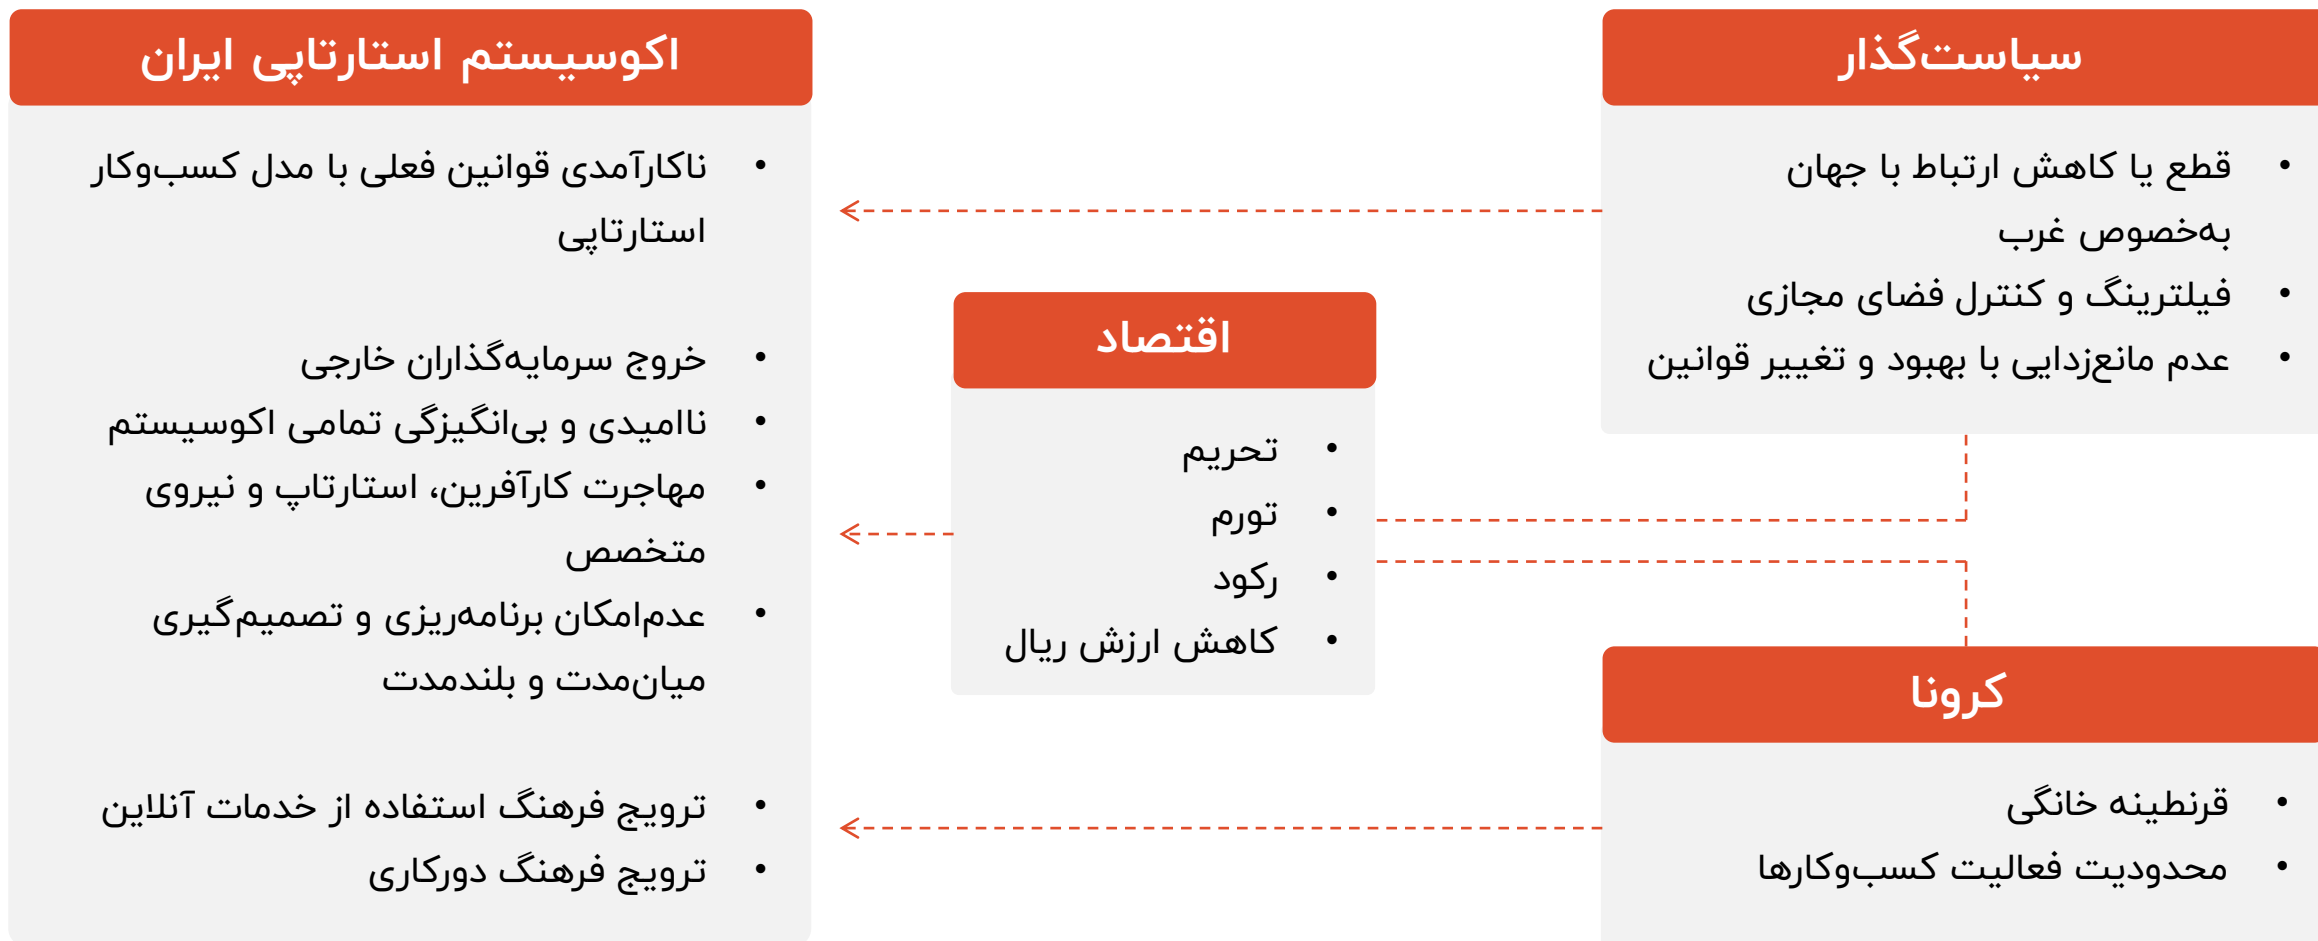 سیاست‌گذار
• قطع یا کاهش ارتباط با جهان
به‌خصوص غرب
• فیلترینگ و کنترل فضای مجازی
• عدم مانع‌زدایی با بهبود و تغییر قوانین
کرونا
• قرنطینه خانگی
• محدودیت فعالیت کسب‌وکارها
اقتصاد
• تحریم
• تورم
• رکود
• کاهش ارزش ریال
اکوسیستم استارتاپی ایران
• ناکارآمدی قوانین فعلی با مدل کسب‌وکار
استارتاپی
• خروج سرمایه‌گذاران خارجی
• ناامیدی و بی‌انگیزگی تمامی اکوسیستم
• مهاجرت کارآفرین، استارتاپ و نیروی
متخصص
• عدم‌امکان برنامه‌ریزی و تصمیم‌گیری
میان‌مدت و بلندمدت
• ترویج فرهنگ استفاده از خدمات آنلاین
• ترویج فرهنگ دورکاری